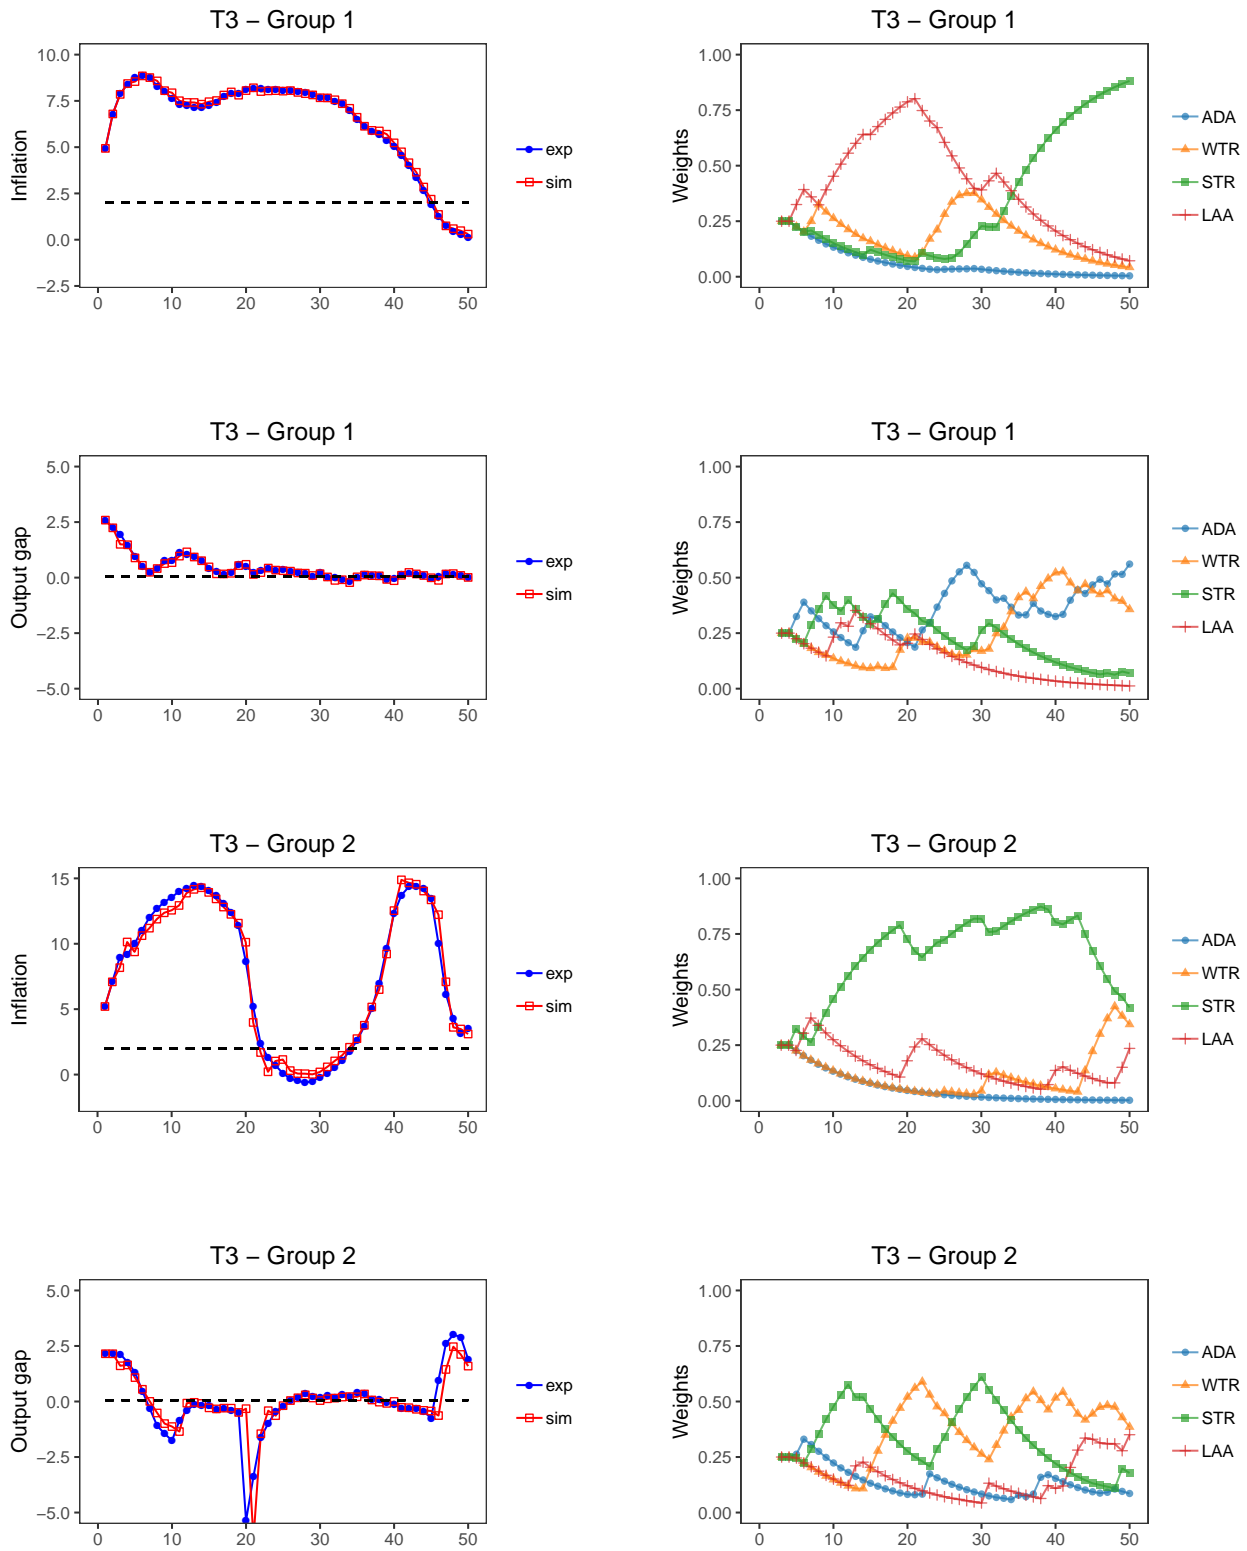 T3 – Group 1
10.0
7.5
5.0
2.5
0.0
−2.5
Inflation
0 10 20 30 40 50
exp
sim
T3 – Group 1
1.00
0.75
0.50
0.25
0.00
Weights
0 10 20 30 40 50
ADA
WTR
STR
LAA
T3 – Group 1
5.0
2.5
0.0
−2.5
−5.0
Output gap
0 10 20 30 40 50
exp
sim
T3 – Group 1
1.00
0.75
0.50
0.25
0.00
Weights
0 10 20 30 40 50
ADA
WTR
STR
LAA
T3 – Group 2
15
10
5
0
Inflation
0 10 20 30 40 50
exp
sim
T3 – Group 2
1.00
0.75
0.50
0.25
0.00
Weights
0 10 20 30 40 50
ADA
WTR
STR
LAA
T3 – Group 2
5.0
2.5
0.0
−2.5
−5.0
Output gap
0 10 20 30 40 50
exp
sim
T3 – Group 2
1.00
0.75
0.50
0.25
0.00
Weights
0 10 20 30 40 50
ADA
WTR
STR
LAA